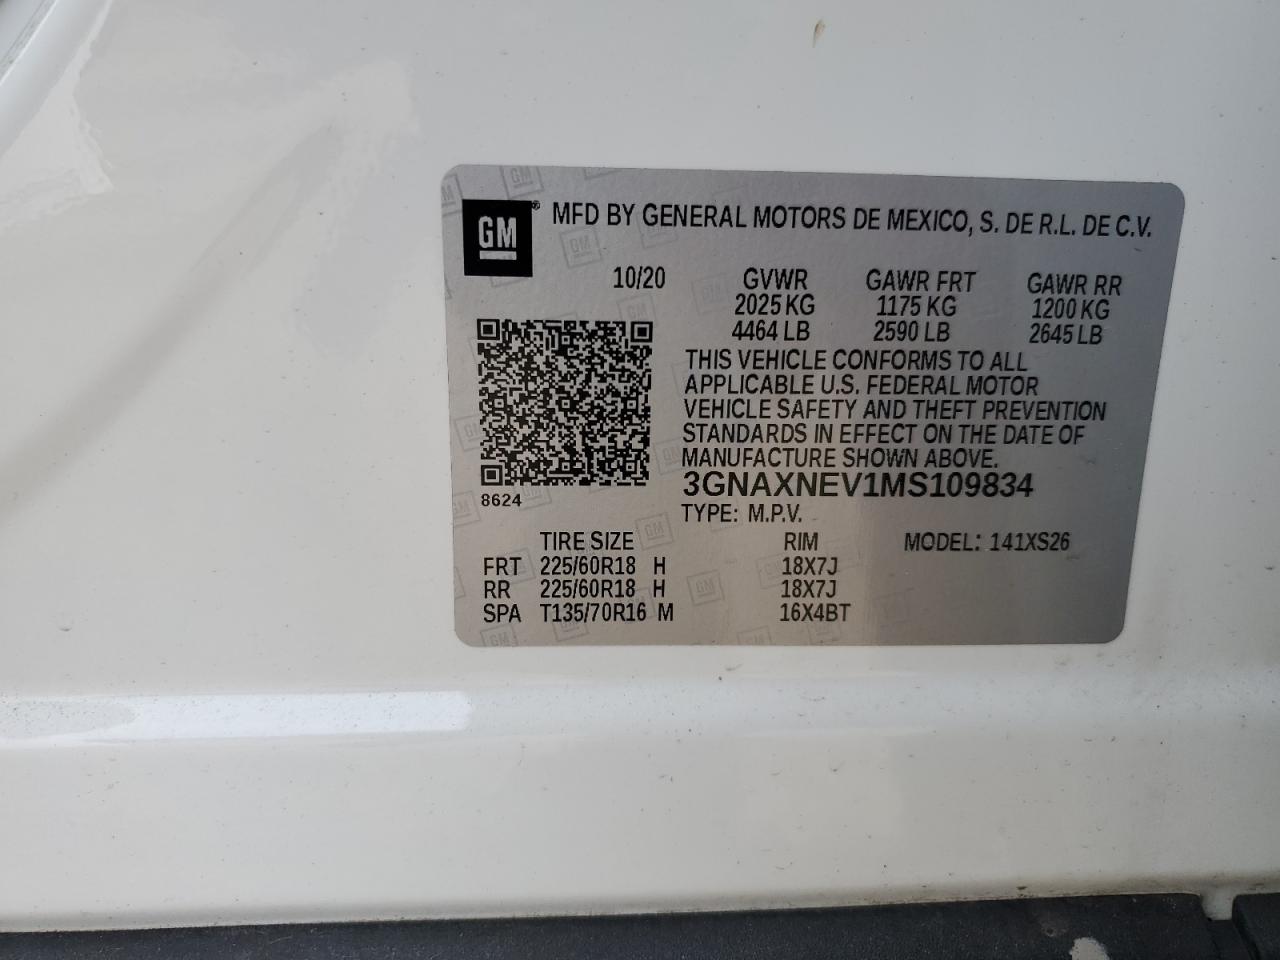 GM ® MFD BY GENERAL MOTORS DE MEXICO, S. DE R.L. DE C.V.
10/20 GVWR GAWR FRT GAWR RR
2025 KG 1175 KG 1200 KG
4464 LB 2590 LB 2645 LB
THIS VEHICLE CONFORMS TO ALL
APPLICABLE U.S. FEDERAL MOTOR
VEHICLE SAFETY AND THEFT PREVENTION
STANDARDS IN EFFECT ON THE DATE OF
MANUFACTURE SHOWN ABOVE.
3GNAXNEV1MS109834
8624
TYPE: M.P.V.
TIRE SIZE RIM MODEL: 141XS26
FRT 225/60R18 H 18X7J
RR 225/60R18 H 18X7J
SPA T135/70R16 M 16X4BT